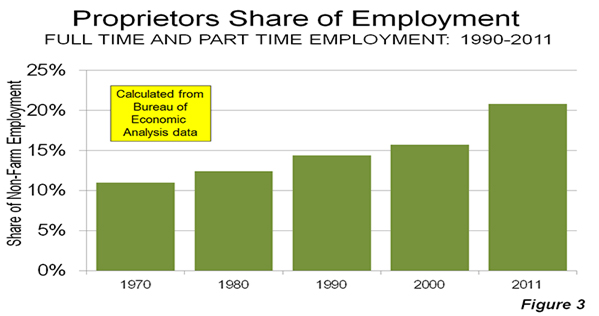 Proprietors Share of Employment
FULL TIME AND PART TIME EMPLOYMENT: 1990-2011
Share of Non-Farm Employment
25%
20%
15%
10%
5%
0%
Calculated from
Bureau of
Economic
Analysis data
1970 1980 1990 2000 2011
Figure 3